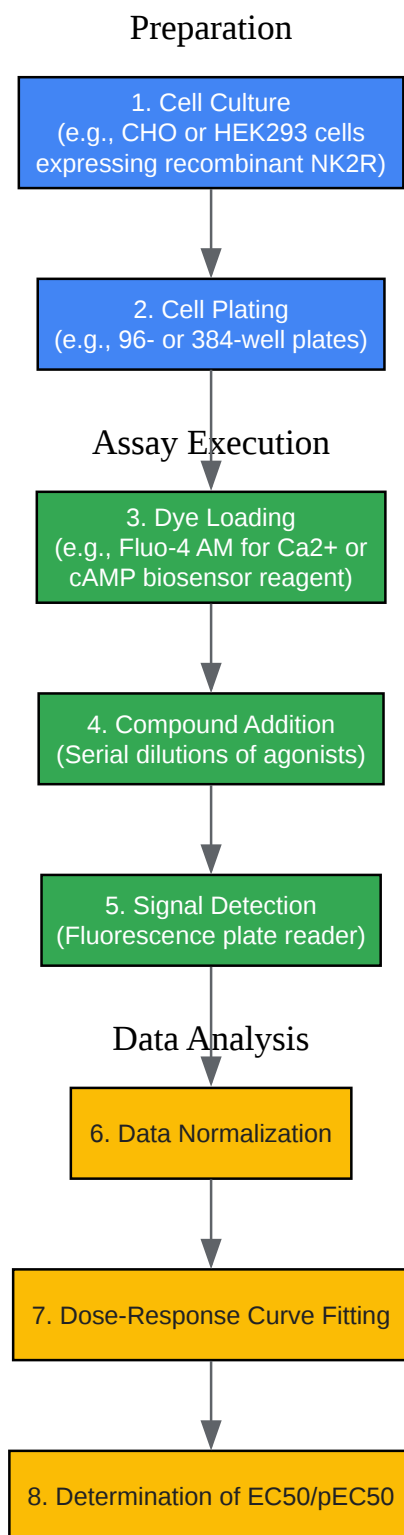 Preparation
1. Cell Culture
(e.g., CHO or HEK293 cells
expressing recombinant NK2R)
2. Cell Plating
(e.g., 96- or 384-well plates)
Assay Execution
3. Dye Loading
(e.g., Fluo-4 AM for Ca2+ or
cAMP biosensor reagent)
4. Compound Addition
(Serial dilutions of agonists)
5. Signal Detection
(Fluorescence plate reader)
Data Analysis
6. Data Normalization
7. Dose-Response Curve Fitting
8. Determination of EC50/pEC50